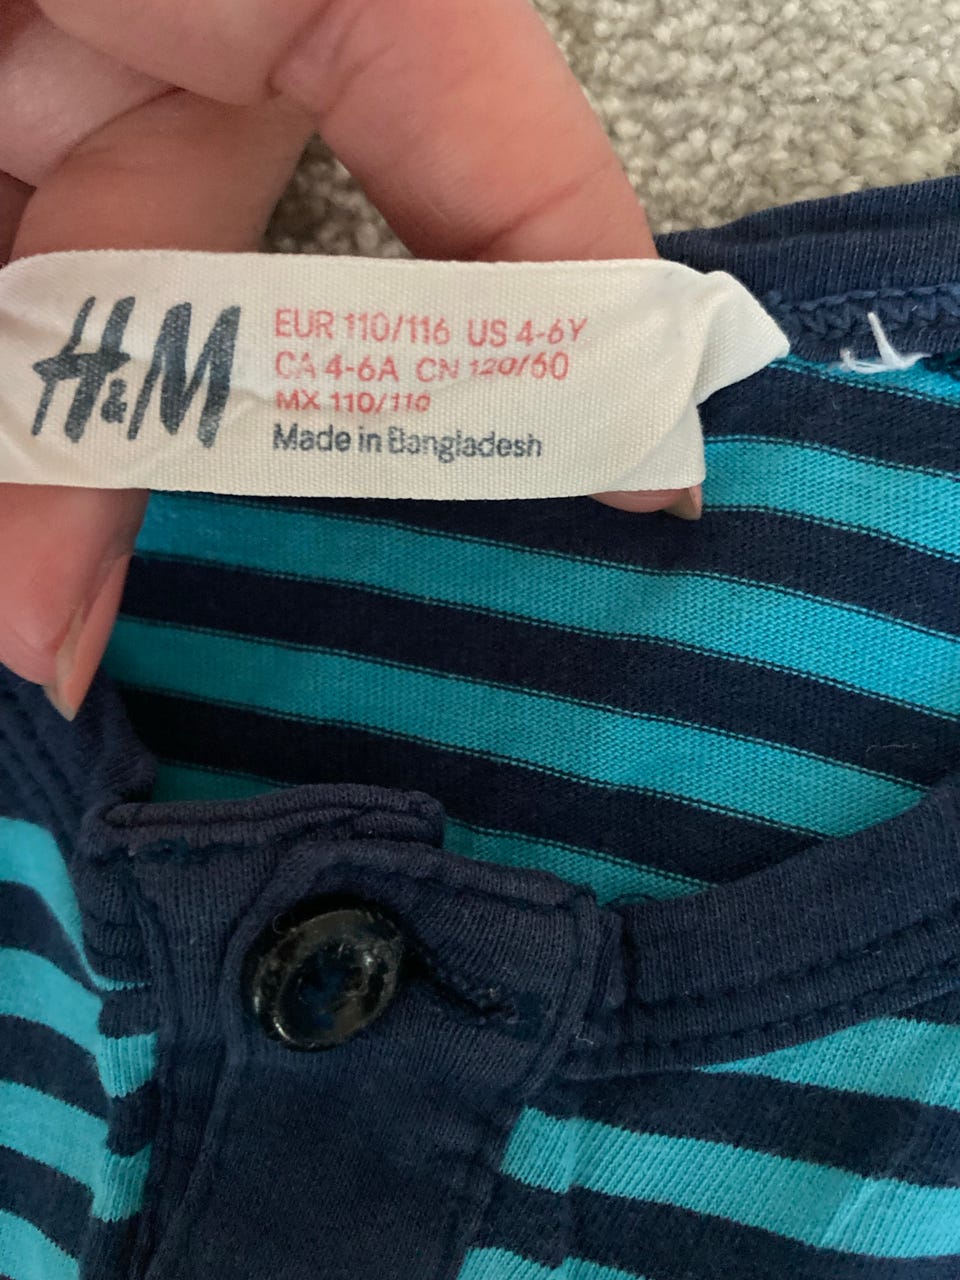 H&M
EUR 110/116 US 4-6Y
CA 4-6A CN 120/60
MX 110/116
Made in Bangladesh